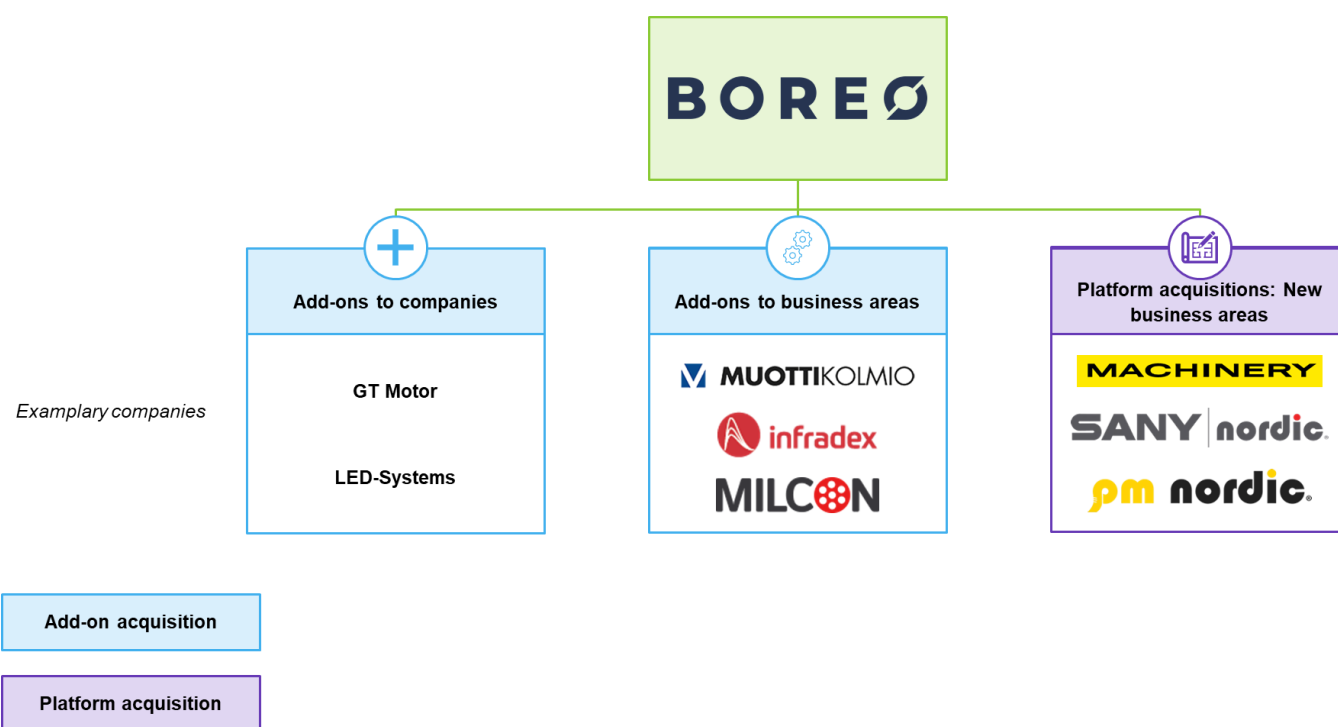 BOREO
Add-ons to companies
Add-ons to business areas
Platform acquisitions: New
business areas
Examplary companies
GT Motor
LED-Systems
MUOTTIKOLMIO
infradex
MILCON
MACHINERY
SANY nordic®
pm nordic®
Add-on acquisition
Platform acquisition